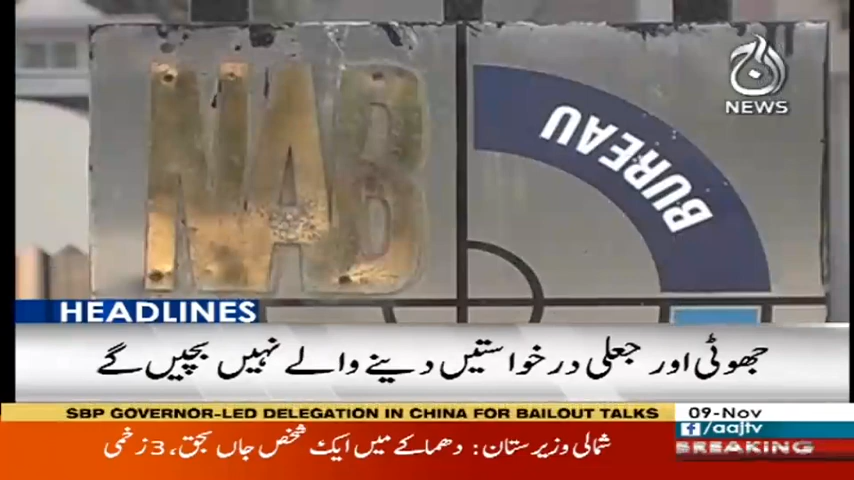 NAB
BUREAU
آج
NEWS
HEADLINES
جھوٹی اور جعلی درخواستیں دینے والے نہیں بچیں گے
SBP GOVERNOR-LED DELEGATION IN CHINA FOR BAILOUT TALKS
09-Nov
f/aajtv
شمالی وزیرستان: دھماکے میں ایک شخص جاں بحق، 3 زخمی
BREAKING